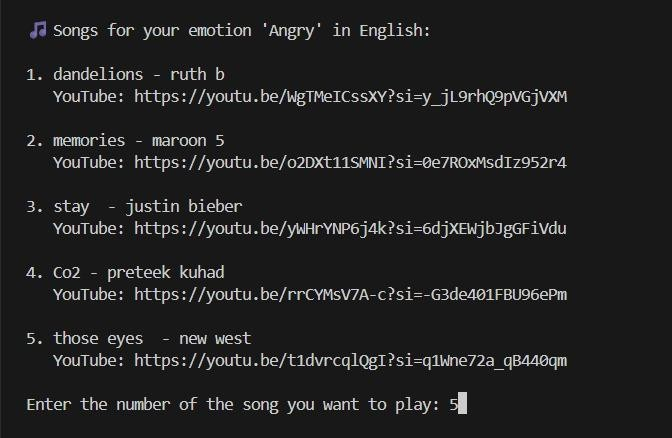 🎵 Songs for your emotion 'Angry' in English:
1. dandelions - ruth b
YouTube: https://youtu.be/WgTMeICssXY?si=y_jL9rhQ9pVGjVXM
2. memories - maroon 5
YouTube: https://youtu.be/o2DXt11SMNI?si=0e7ROxMsdIz952r4
3. stay  - justin bieber
YouTube: https://youtu.be/yWHrYNP6j4k?si=6djXEWjbJgGFiVdu
4. Co2 - preteek kuhad
YouTube: https://youtu.be/rrCYMsV7A-c?si=-G3de401FBU96ePm
5. those eyes  - new west
YouTube: https://youtu.be/t1dvrcqlQgI?si=q1Wne72a_qB440qm
Enter the number of the song you want to play: 5